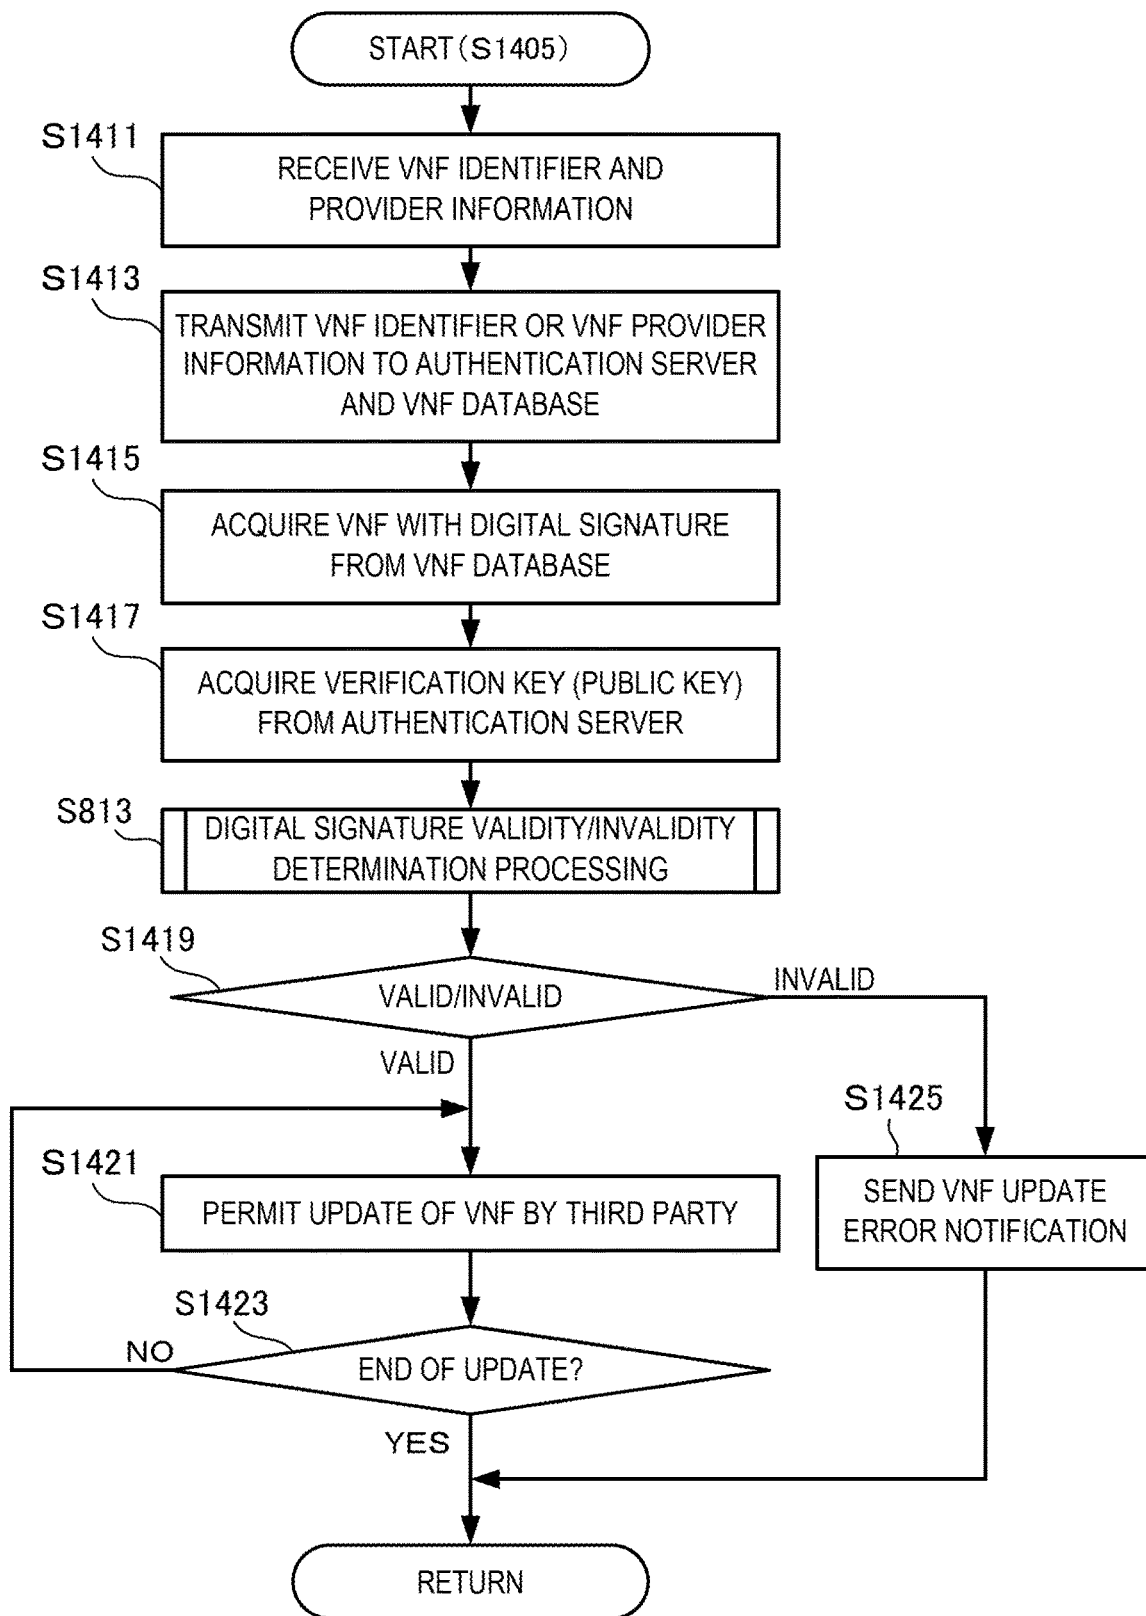 START(S1405)
S1411
RECEIVE VNF IDENTIFIER AND
PROVIDER INFORMATION
S1413
TRANSMIT VNF IDENTIFIER OR VNF PROVIDER
INFORMATION TO AUTHENTICATION SERVER
AND VNF DATABASE
S1415
ACQUIRE VNF WITH DIGITAL SIGNATURE
FROM VNF DATABASE
S1417
ACQUIRE VERIFICATION KEY (PUBLIC KEY)
FROM AUTHENTICATION SERVER
S813
DIGITAL SIGNATURE VALIDITY/INVALIDITY
DETERMINATION PROCESSING
S1419
VALID/INVALID
INVALID
VALID
S1425
SEND VNF UPDATE
ERROR NOTIFICATION
S1421
PERMIT UPDATE OF VNF BY THIRD PARTY
S1423
END OF UPDATE?
NO
YES
RETURN